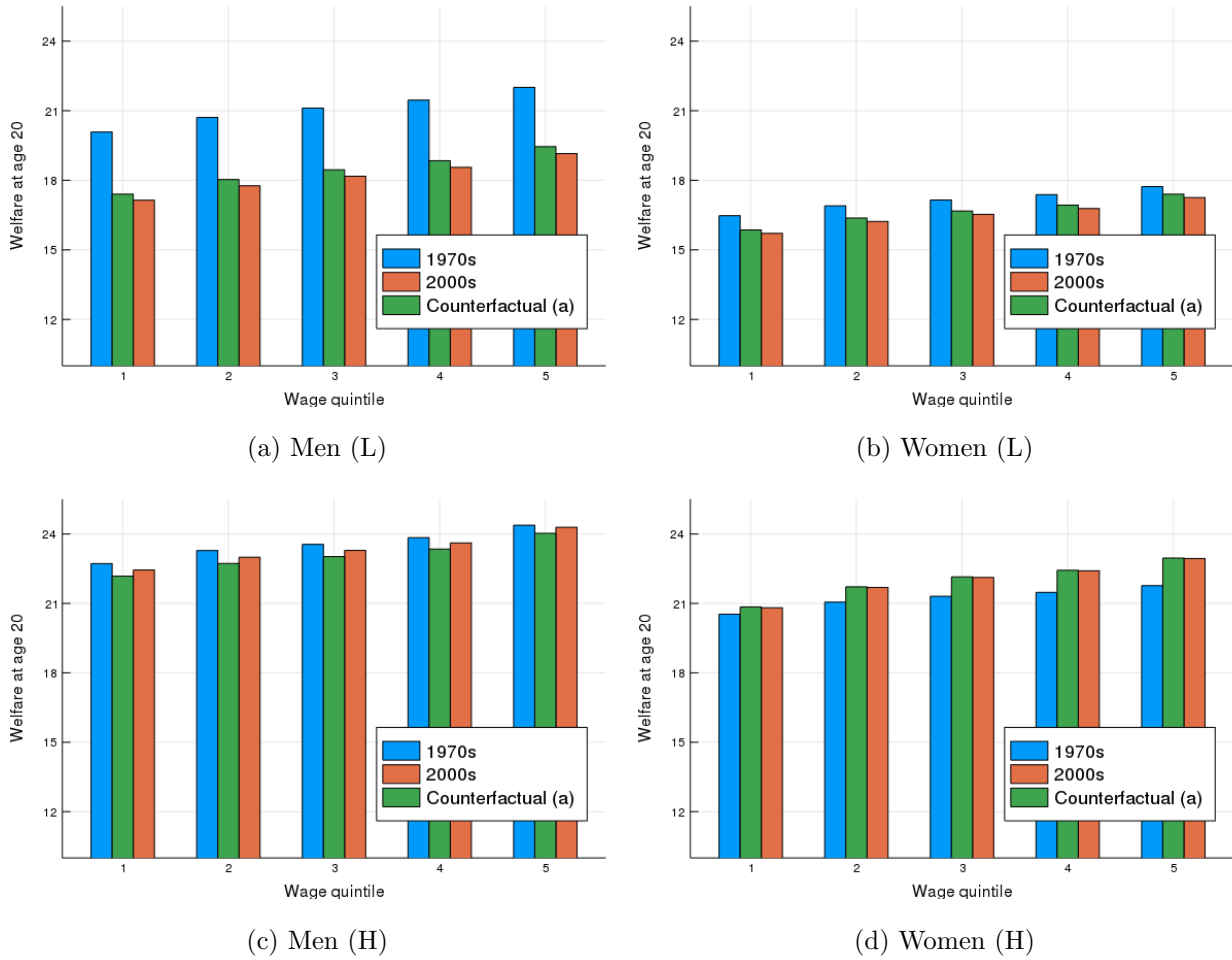 24
21
18
15
12
Welfare at age 20
1970s
2000s
Counterfactual (a)
1 2 3 4 5
Wage quintile
(a) Men (L)
24
21
18
15
12
Welfare at age 20
1970s
2000s
Counterfactual (a)
1 2 3 4 5
Wage quintile
(b) Women (L)
24
21
18
15
12
Welfare at age 20
1970s
2000s
Counterfactual (a)
1 2 3 4 5
Wage quintile
(c) Men (H)
24
21
18
15
12
Welfare at age 20
1970s
2000s
Counterfactual (a)
1 2 3 4 5
Wage quintile
(d) Women (H)